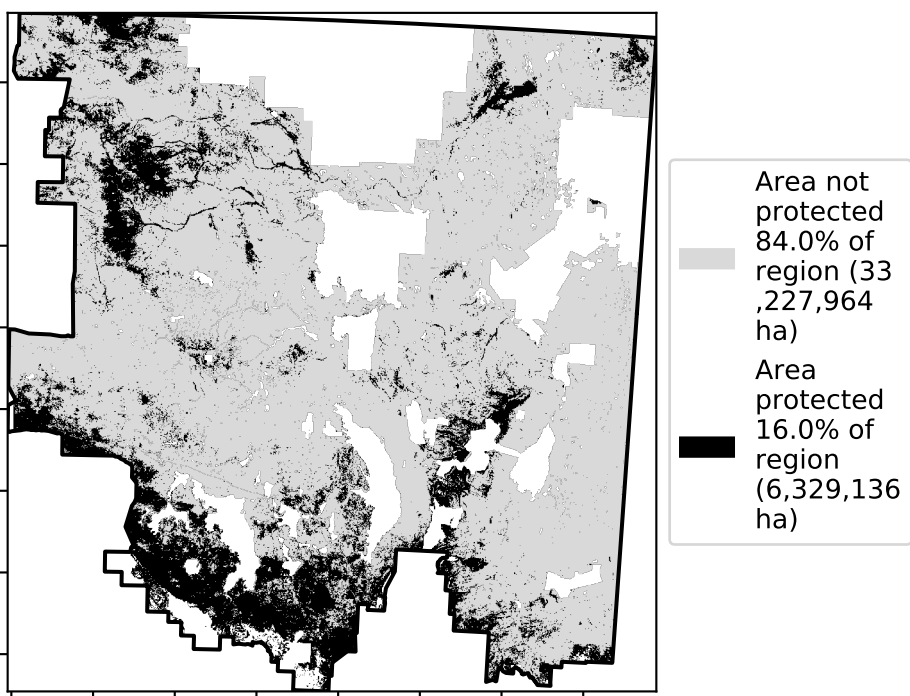 Area not
protected
84.0% of
region (33
,227,964
ha)
Area
protected
16.0% of
region
(6,329,136
ha)